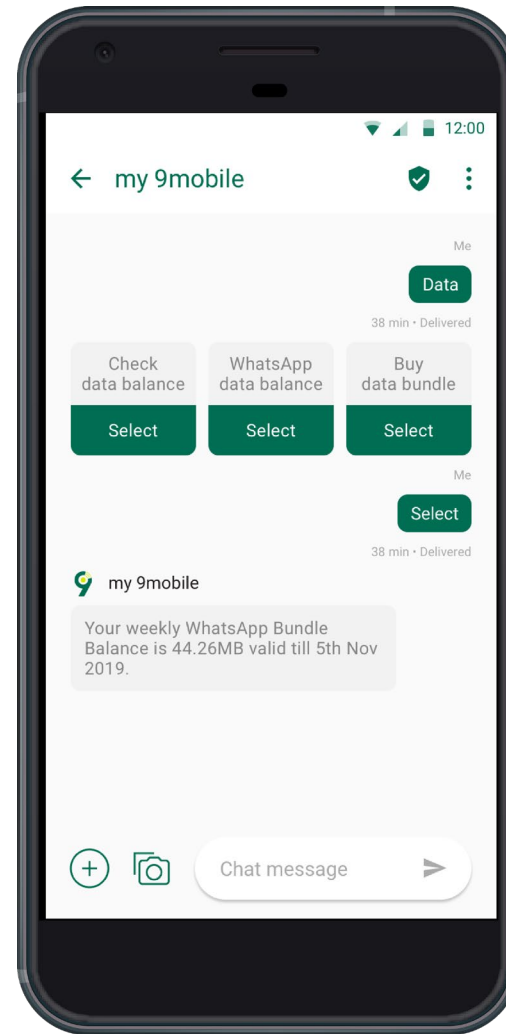 12:00
my 9mobile
Me
Data
38 min • Delivered
Check
data balance
Select
WhatsApp
data balance
Select
Buy
data bundle
Select
Me
Select
38 min • Delivered
my 9mobile
Your weekly WhatsApp Bundle
Balance is 44.26MB valid till 5th Nov
2019.
Chat message